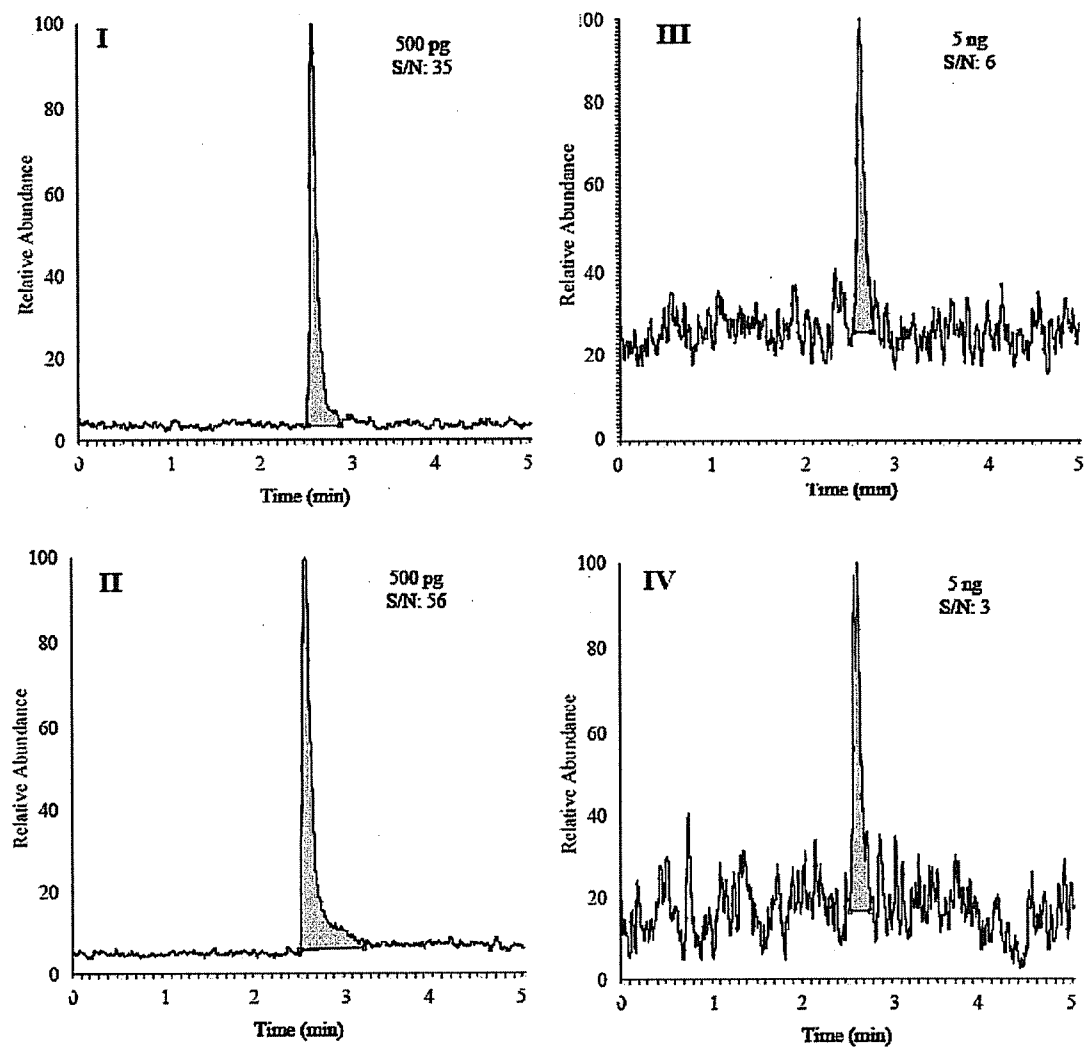 I
500 pg
S/N: 35
100
80
60
40
20
0
Relative Abundance
0 1 2 3 4 5
Time (min)
III
5 ng
S/N: 6
100
80
60
40
20
0
Relative Abundance
0 1 2 3 4 5
Time (mm)
II
500 pg
S/N: 56
100
80
60
40
20
0
Relative Abundance
0 1 2 3 4 5
Time (min)
IV
5 ng
S/N: 3
100
80
60
40
20
0
Relative Abundance
0 1 2 3 4 5
Time (min)